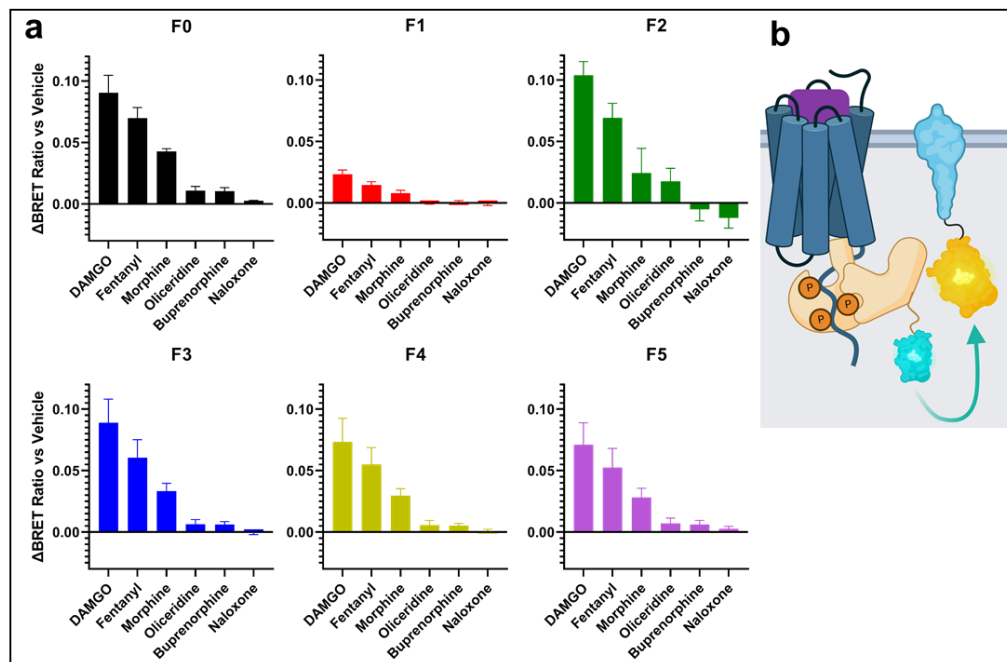 a
b
F0
F1
F2
ΔBRET Ratio vs Vehicle
0.10
0.05
0.00
DAMGO
Fentanyl
Morphine
Oliceridine
Buprenorphine
Naloxone
0.10
0.05
0.00
DAMGO
Fentanyl
Morphine
Oliceridine
Buprenorphine
Naloxone
0.10
0.05
0.00
DAMGO
Fentanyl
Morphine
Oliceridine
Buprenorphine
Naloxone
P
P
P
F3
F4
F5
ΔBRET Ratio vs Vehicle
0.10
0.05
0.00
DAMGO
Fentanyl
Morphine
Oliceridine
Buprenorphine
Naloxone
0.10
0.05
0.00
DAMGO
Fentanyl
Morphine
Oliceridine
Buprenorphine
Naloxone
0.10
0.05
0.00
DAMGO
Fentanyl
Morphine
Oliceridine
Buprenorphine
Naloxone